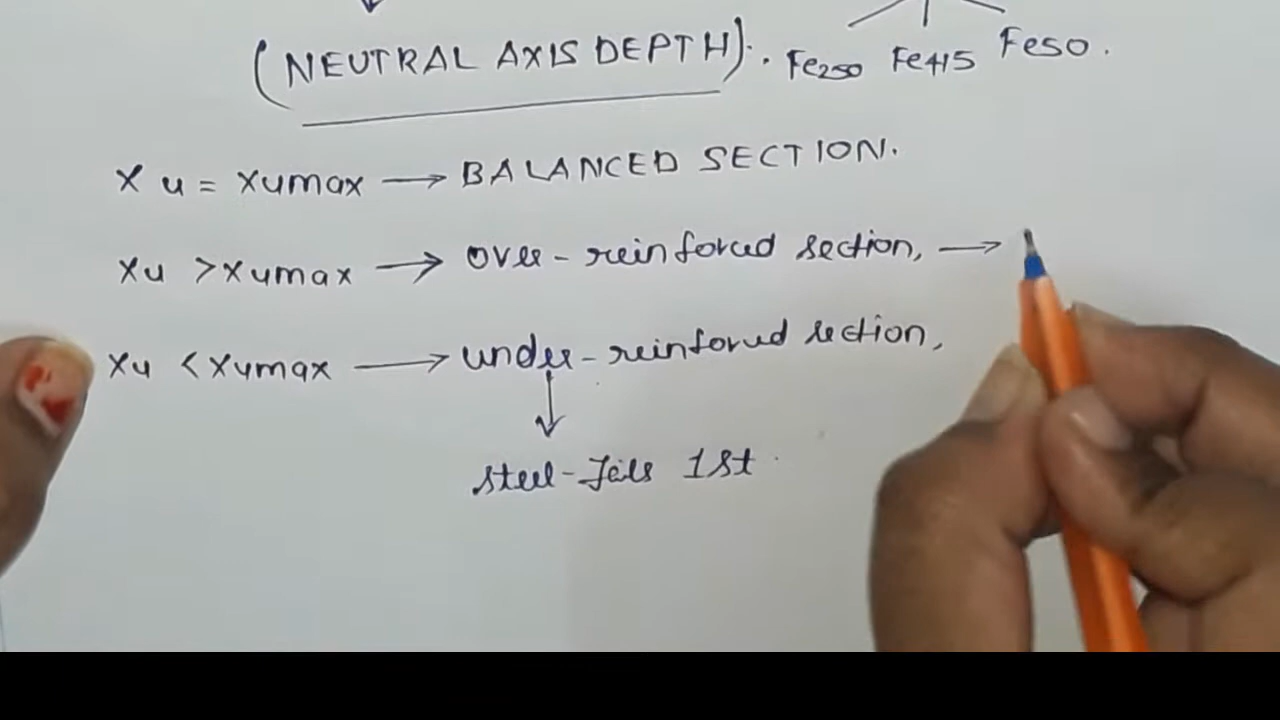 (NEUTRAL AXIS DEPTH). . Fe250 Fe415 Fe50.
Xu = Xumax → BALANCED SECTION.
Xu > Xumax → over-reinforced section, →
Xu < Xumax → under-reinforced section,
↓
steel-fails 1st